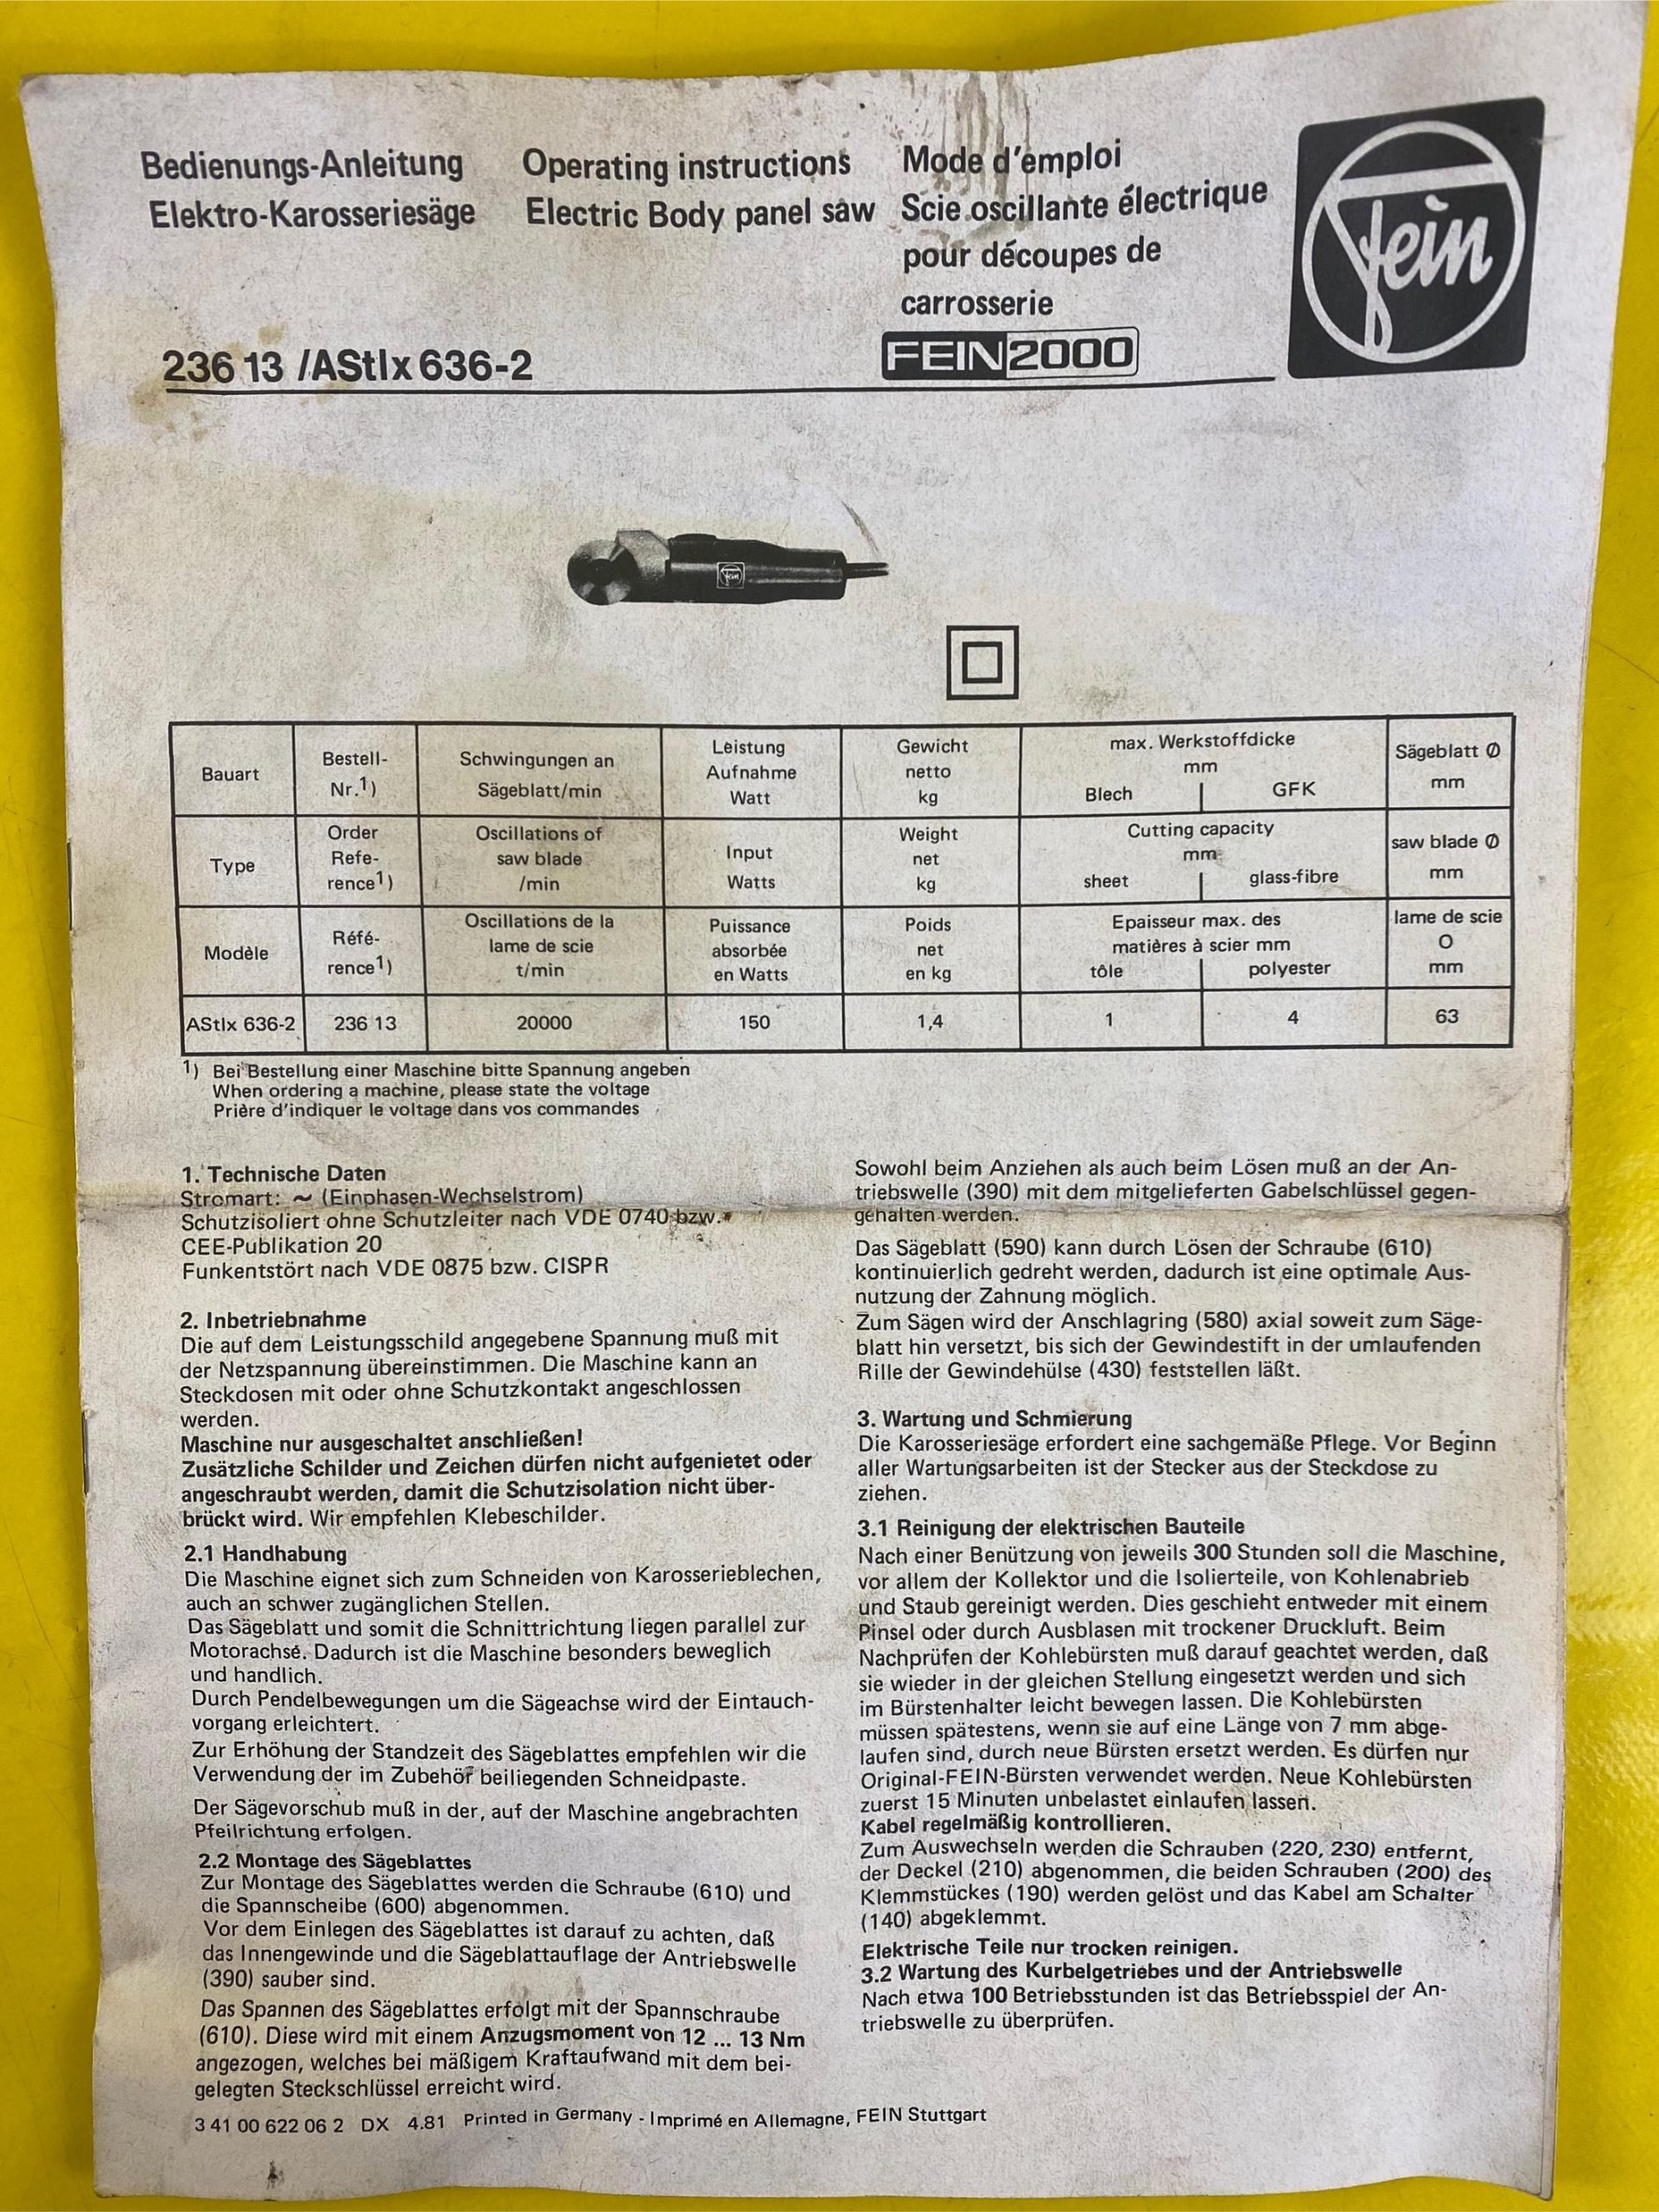 Bedienungs-Anleitung
Elektro-Karosseriesäge
Operating instructions
Electric Body panel saw
Mode d'emploi
Scie oscillante électrique
pour découpes de
carrosserie
Fein
236 13 /AStlx 636-2
FEIN 2000
Fein
Bauart
Bestell-
Nr.1)
Schwingungen an
Sägeblatt/min
Leistung
Aufnahme
Watt
Gewicht
netto
kg
max. Werkstoffdicke
mm
Blech | GFK
Sägeblatt Ø
mm
Type
Order
Refe-
rence1)
Oscillations of
saw blade
/min
Input
Watts
Weight
net
kg
Cutting capacity
mm
sheet | glass-fibre
saw blade Ø
mm
Modèle
Réfé-
rence1)
Oscillations de la
lame de scie
t/min
Puissance
absorbée
en Watts
Poids
net
en kg
Epaisseur max. des
matières à scier mm
tôle | polyester
lame de scie
O
mm
AStlx 636-2 236 13 20000 150 1,4 1 4 63
1) Bei Bestellung einer Maschine bitte Spannung angeben
When ordering a machine, please state the voltage
Prière d'indiquer le voltage dans vos commandes
1. Technische Daten
Stromart: ~ (Einphasen-Wechselstrom)
Schutzisoliert ohne Schutzleiter nach VDE 0740 bzw.
CEE-Publikation 20
Funkentstört nach VDE 0875 bzw. CISPR
2. Inbetriebnahme
Die auf dem Leistungsschild angegebene Spannung muß mit
der Netzspannung übereinstimmen. Die Maschine kann an
Steckdosen mit oder ohne Schutzkontakt angeschlossen
werden.
Maschine nur ausgeschaltet anschließen!
Zusätzliche Schilder und Zeichen dürfen nicht aufgenietet oder
angeschraubt werden, damit die Schutzisolation nicht über-
brückt wird. Wir empfehlen Klebeschilder.
2.1 Handhabung
Die Maschine eignet sich zum Schneiden von Karosserieblechen,
auch an schwer zugänglichen Stellen.
Das Sägeblatt und somit die Schnittrichtung liegen parallel zur
Motorachse. Dadurch ist die Maschine besonders beweglich
und handlich.
Durch Pendelbewegungen um die Sägeachse wird der Eintauch-
vorgang erleichtert.
Zur Erhöhung der Standzeit des Sägeblattes empfehlen wir die
Verwendung der im Zubehör beiliegenden Schneidpaste.
Der Sägevorschub muß in der, auf der Maschine angebrachten
Pfeilrichtung erfolgen.
2.2 Montage des Sägeblattes
Zur Montage des Sägeblattes werden die Schraube (610) und
die Spannscheibe (600) abgenommen.
Vor dem Einlegen des Sägeblattes ist darauf zu achten, daß
das Innengewinde und die Sägeblattauflage der Antriebswelle
(390) sauber sind.
Das Spannen des Sägeblattes erfolgt mit der Spannschraube
(610). Diese wird mit einem Anzugsmoment von 12 ... 13 Nm
angezogen, welches bei mäßigem Kraftaufwand mit dem bei-
gelegten Steckschlüssel erreicht wird.
Sowohl beim Anziehen als auch beim Lösen muß an der An-
triebswelle (390) mit dem mitgelieferten Gabelschlüssel gegen-
gehalten werden.
Das Sägeblatt (590) kann durch Lösen der Schraube (610)
kontinuierlich gedreht werden, dadurch ist eine optimale Aus-
nutzung der Zahnung möglich.
Zum Sägen wird der Anschlagring (580) axial soweit zum Säge-
blatt hin versetzt, bis sich der Gewindestift in der umlaufenden
Rille der Gewindehülse (430) feststellen läßt.
3. Wartung und Schmierung
Die Karosseriesäge erfordert eine sachgemäße Pflege. Vor Beginn
aller Wartungsarbeiten ist der Stecker aus der Steckdose zu
ziehen.
3.1 Reinigung der elektrischen Bauteile
Nach einer Benützung von jeweils 300 Stunden soll die Maschine,
vor allem der Kollektor und die Isolierteile, von Kohlenabrieb
und Staub gereinigt werden. Dies geschieht entweder mit einem
Pinsel oder durch Ausblasen mit trockener Druckluft. Beim
Nachprüfen der Kohlebürsten muß darauf geachtet werden, daß
sie wieder in der gleichen Stellung eingesetzt werden und sich
im Bürstenhalter leicht bewegen lassen. Die Kohlebürsten
müssen spätestens, wenn sie auf eine Länge von 7 mm abge-
laufen sind, durch neue Bürsten ersetzt werden. Es dürfen nur
Original-FEIN-Bürsten verwendet werden. Neue Kohlebürsten
zuerst 15 Minuten unbelastet einlaufen lassen.
Kabel regelmäßig kontrollieren.
Zum Auswechseln werden die Schrauben (220, 230) entfernt,
der Deckel (210) abgenommen, die beiden Schrauben (200) des
Klemmstückes (190) werden gelöst und das Kabel am Schalter
(140) abgeklemmt.
Elektrische Teile nur trocken reinigen.
3.2 Wartung des Kurbelgetriebes und der Antriebswelle
Nach etwa 100 Betriebsstunden ist das Betriebsspiel der An-
triebswelle zu überprüfen.
3 41 00 622 06 2 DX 4.81 Printed in Germany - Imprimé en Allemagne, FEIN Stuttgart